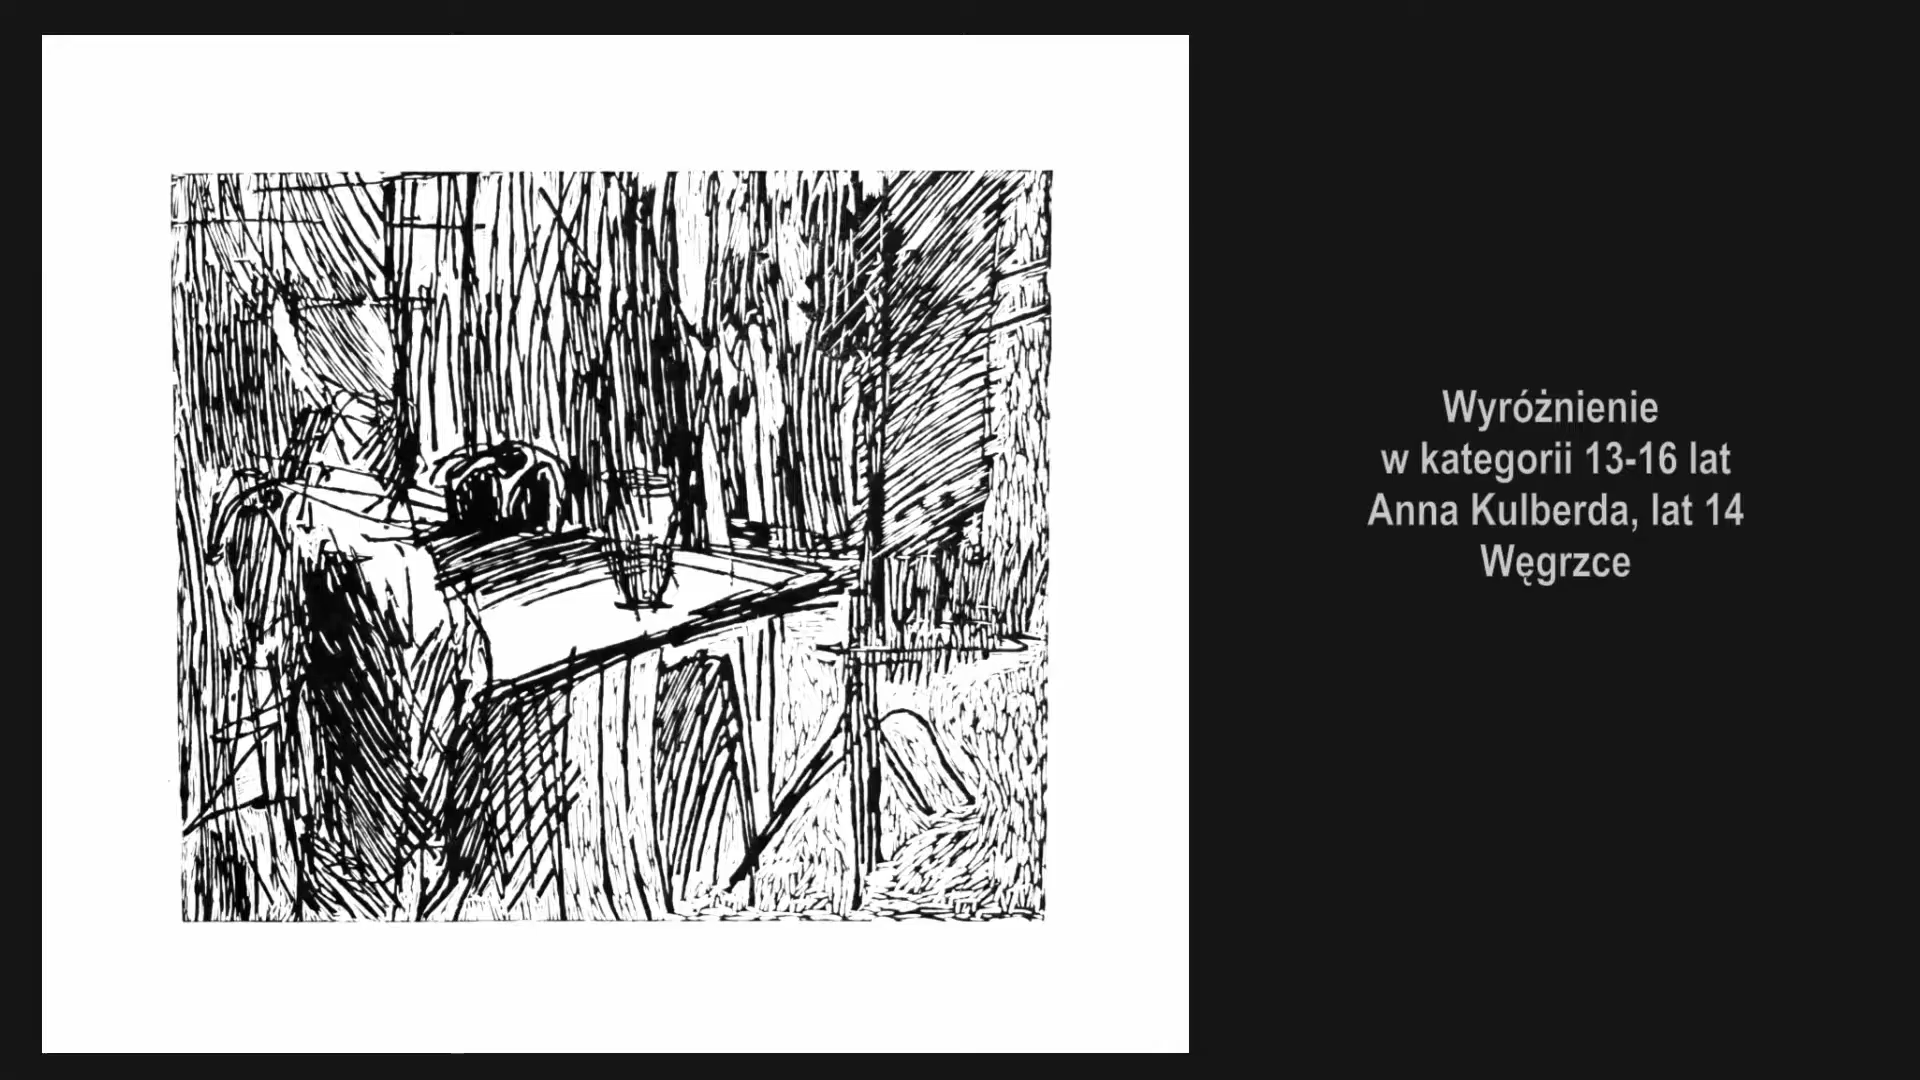 Wyróżnienie
w kategorii 13-16 lat
Anna Kulberda, lat 14
Węgrzce